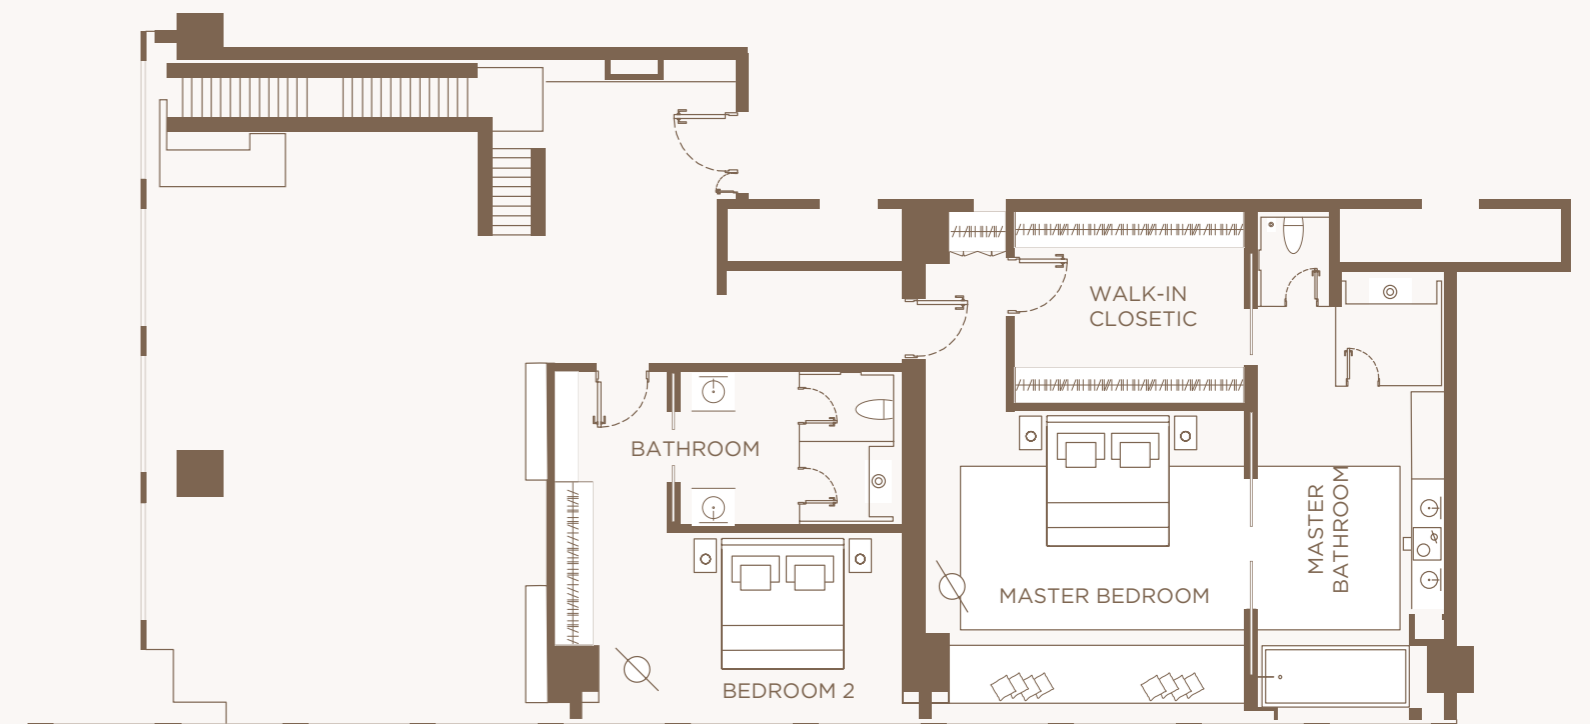 WALK-IN
CLOSETIC
BATHROOM
MASTER
BATHROOM
MASTER BEDROOM
BEDROOM 2